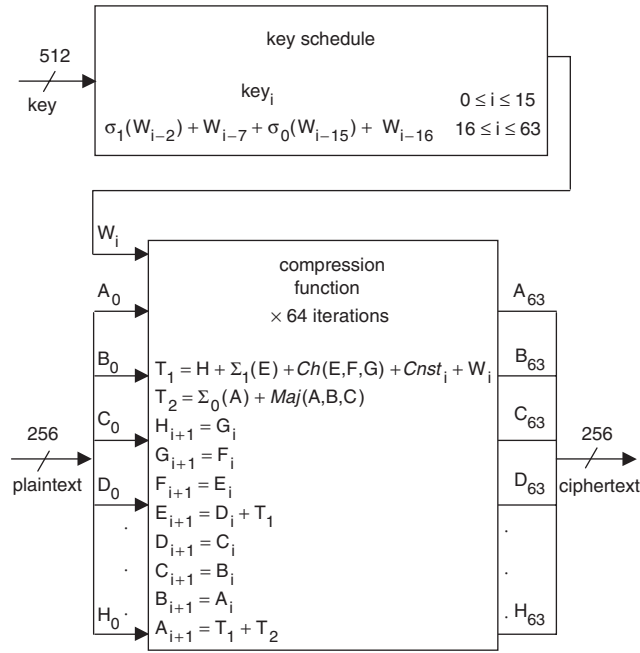 key schedule
512
key
key_i
0 ≤ i ≤ 15
σ_1(W_{i−2}) + W_{i−7} + σ_0(W_{i−15}) + W_{i−16} 16 ≤ i ≤ 63
W_i
compression
function
× 64 iterations
A_0
A_63
B_0
B_63
T_1 = H + Σ_1(E) + Ch(E,F,G) + Cnst_i + W_i
T_2 = Σ_0(A) + Maj(A,B,C)
C_0
C_63
H_{i+1} = G_i
256
256
G_{i+1} = F_i
plaintext
ciphertext
F_{i+1} = E_i
D_0
D_63
E_{i+1} = D_i + T_1
D_{i+1} = C_i
C_{i+1} = B_i
B_{i+1} = A_i
H_0
H_63
A_{i+1} = T_1 + T_2